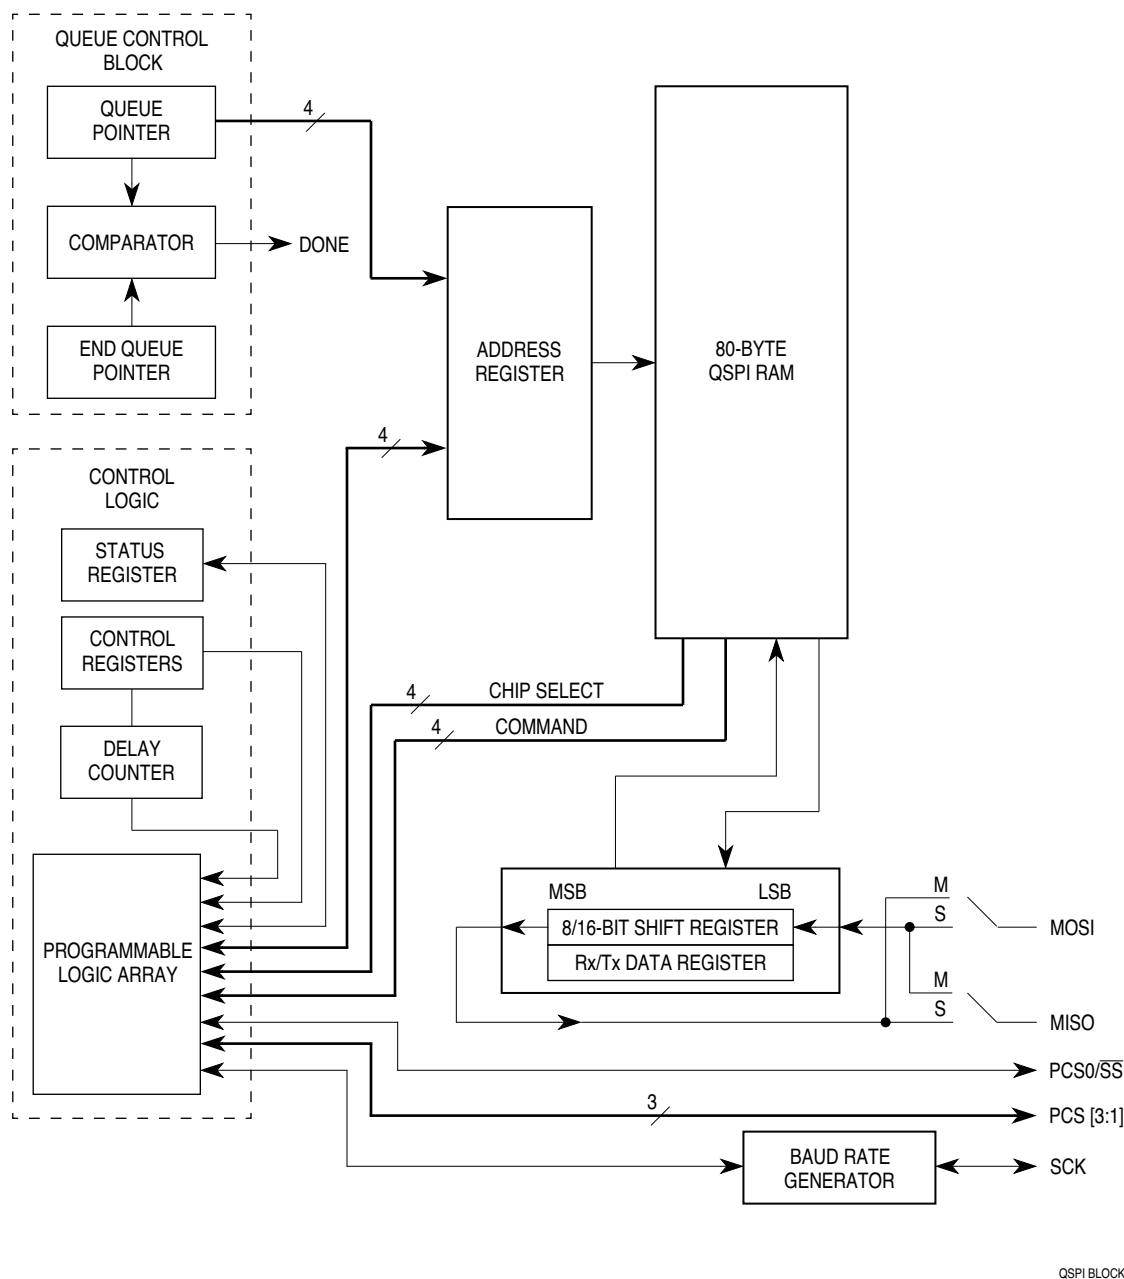 QUEUE CONTROL
BLOCK
QUEUE
POINTER
4
COMPARATOR
DONE
END QUEUE
POINTER
ADDRESS
REGISTER
80-BYTE
QSPI RAM
4
CONTROL
LOGIC
STATUS
REGISTER
CONTROL
REGISTERS
DELAY
COUNTER
4
CHIP SELECT
4
COMMAND
PROGRAMMABLE
LOGIC ARRAY
MSB
LSB
8/16-BIT SHIFT REGISTER
Rx/Tx DATA REGISTER
M
S
MOSI
M
S
MISO
PCS0/S̅S̅
3
PCS [3:1]
BAUD RATE
GENERATOR
SCK
QSPI BLOCK